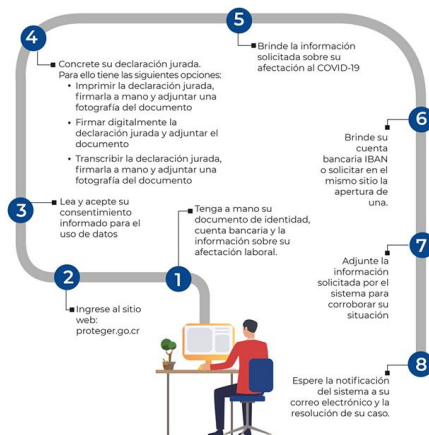 1
Tenga a mano su
documento de identidad,
cuenta bancaria y la
información sobre su
afectación laboral.
2
Ingrese al sitio
web:
proteger.go.cr
3
Lea y acepte su
consentimiento
informado para el
uso de datos
4
Concrete su declaración jurada.
Para ello tiene las siguientes opciones:
• Imprimir la declaración jurada,
firmarla a mano y adjuntar una
fotografía del documento
• Firmar digitalmente la
declaración jurada y adjuntar el
documento
• Transcribir la declaración jurada,
firmarla a mano y adjuntar una
fotografía del documento
5
Brinde la información
solicitada sobre su
afectación al COVID-19
6
Brinde su
cuenta
bancaria IBAN
o solicitar en el
mismo sitio la
apertura de
una.
7
Adjunte la
información
solicitada por el
sistema para
corroborar su
situación
8
Espere la notificación
del sistema a su
correo electrónico y la
resolución de su caso.